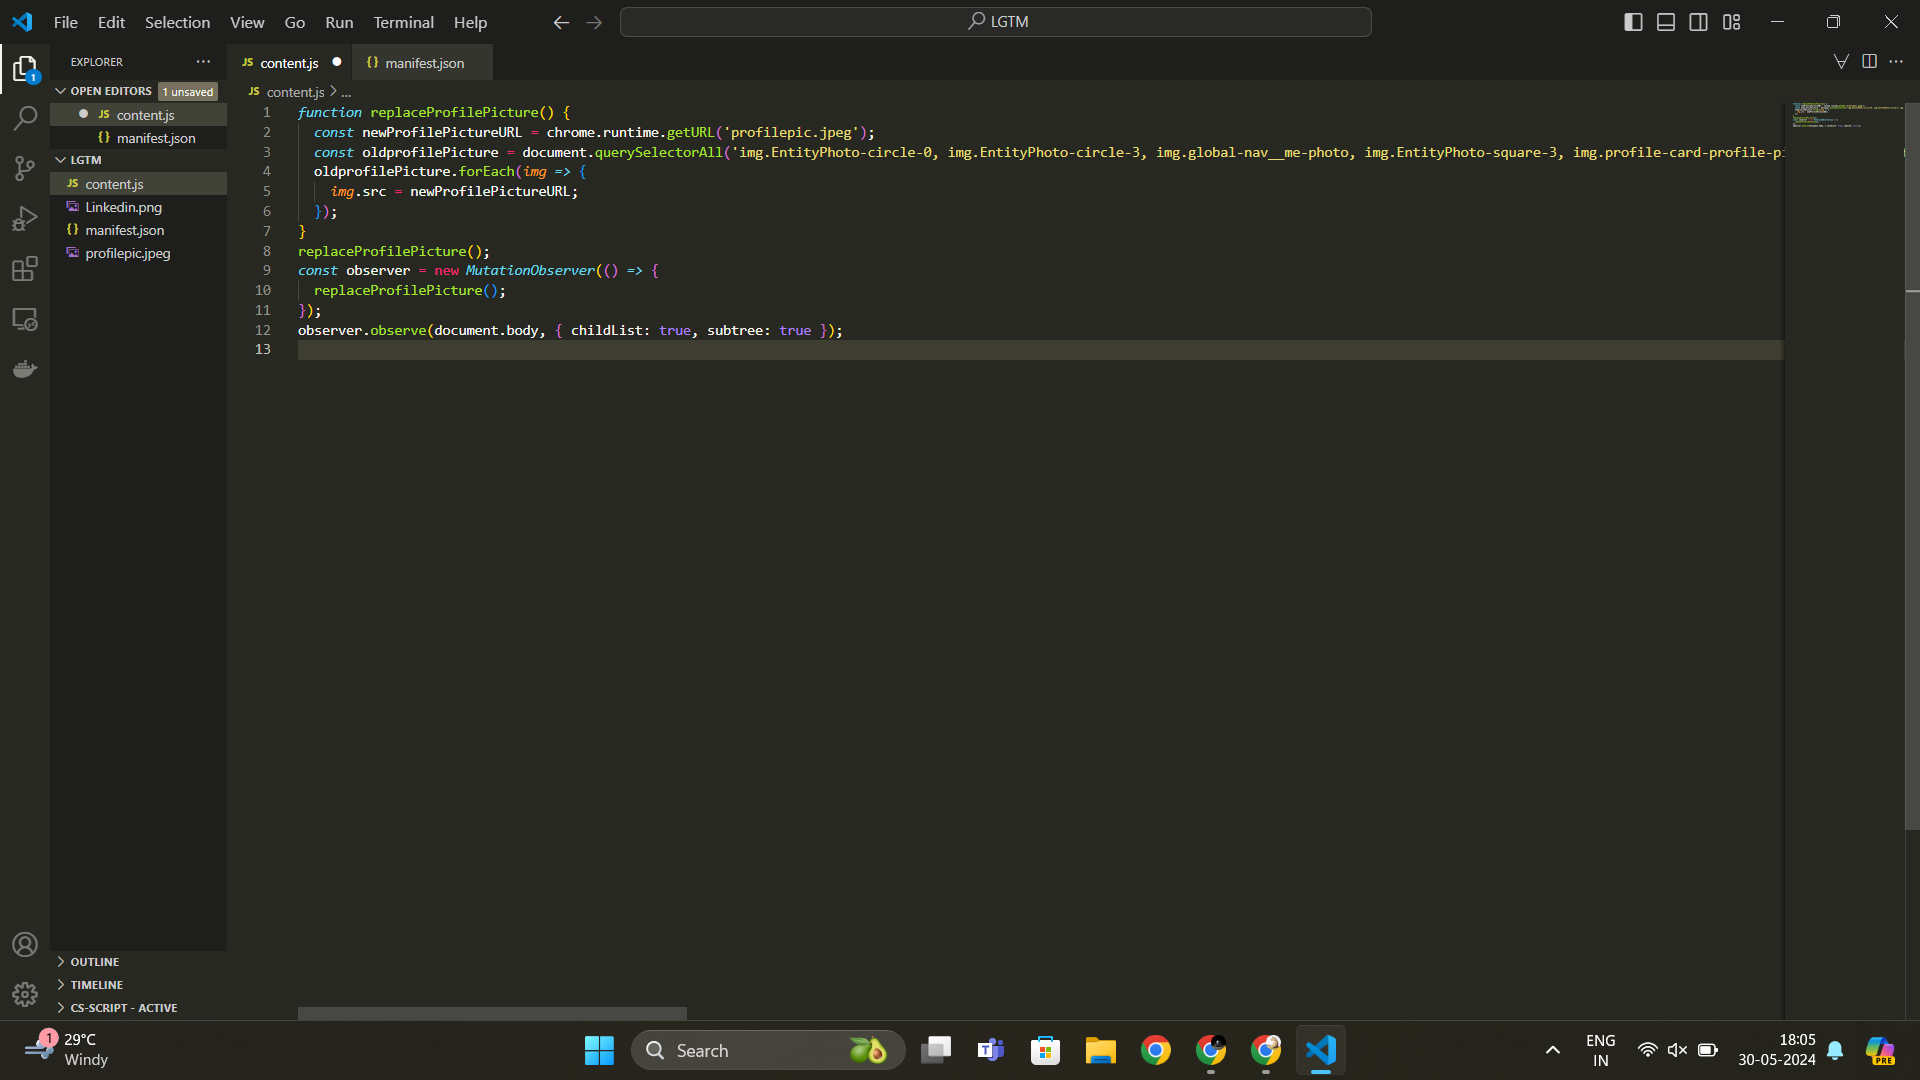 File Edit Selection View Go Run Terminal Help
LGTM
EXPLORER
JS content.js
{} manifest.json
1
OPEN EDITORS 1 unsaved
JS content.js
{} manifest.json
LGTM
JS content.js
Linkedin.png
{} manifest.json
profilepic.jpeg
JS content.js > ...
1 function replaceProfilePicture() {
2 const newProfilePictureURL = chrome.runtime.getURL('profilepic.jpeg');
3 const oldprofilePicture = document.querySelectorAll('img.EntityPhoto-circle-0, img.EntityPhoto-circle-3, img.global-nav__me-photo, img.EntityPhoto-square-3, img.profile-card-profile-pi
4 oldprofilePicture.forEach(img => {
5 img.src = newProfilePictureURL;
6 });
7 }
8 replaceProfilePicture();
9 const observer = new MutationObserver(() => {
10 replaceProfilePicture();
11 });
12 observer.observe(document.body, { childList: true, subtree: true });
13
OUTLINE
TIMELINE
CS-SCRIPT - ACTIVE
1
29°C
Windy
Search
ENG
IN
18:05
30-05-2024
PRE